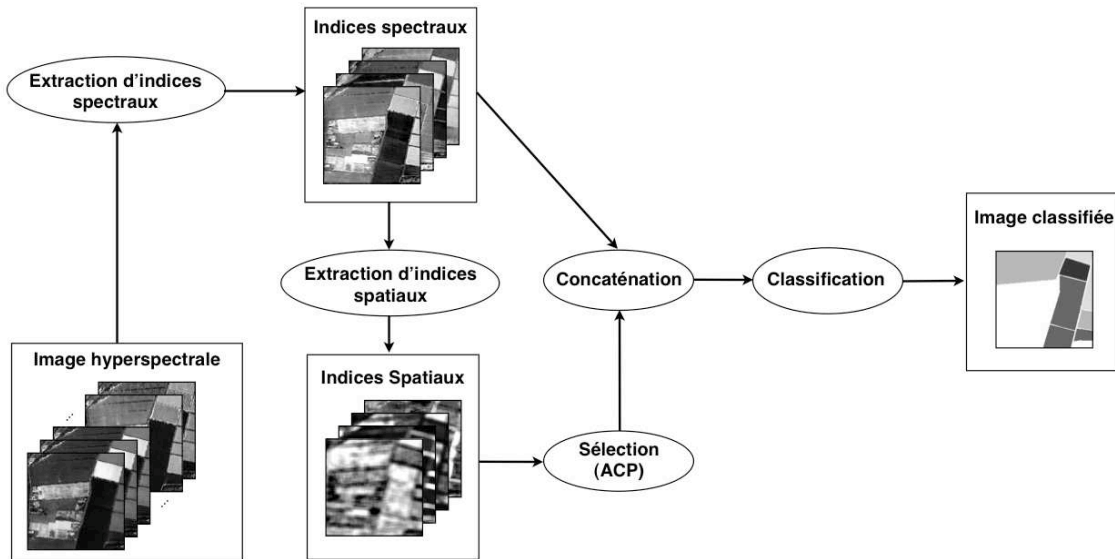 Indices spectraux
Extraction d'indices
spectraux
Image classifiée
Extraction d'indices
spatiaux
Concaténation
Classification
Image hyperspectrale
Indices Spatiaux
Sélection
(ACP)
...
...